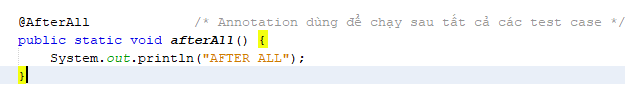 @AfterAll /* Annotation dùng để chạy sau tất cả các test case */
public static void afterAll() {
System.out.println("AFTER ALL");
}